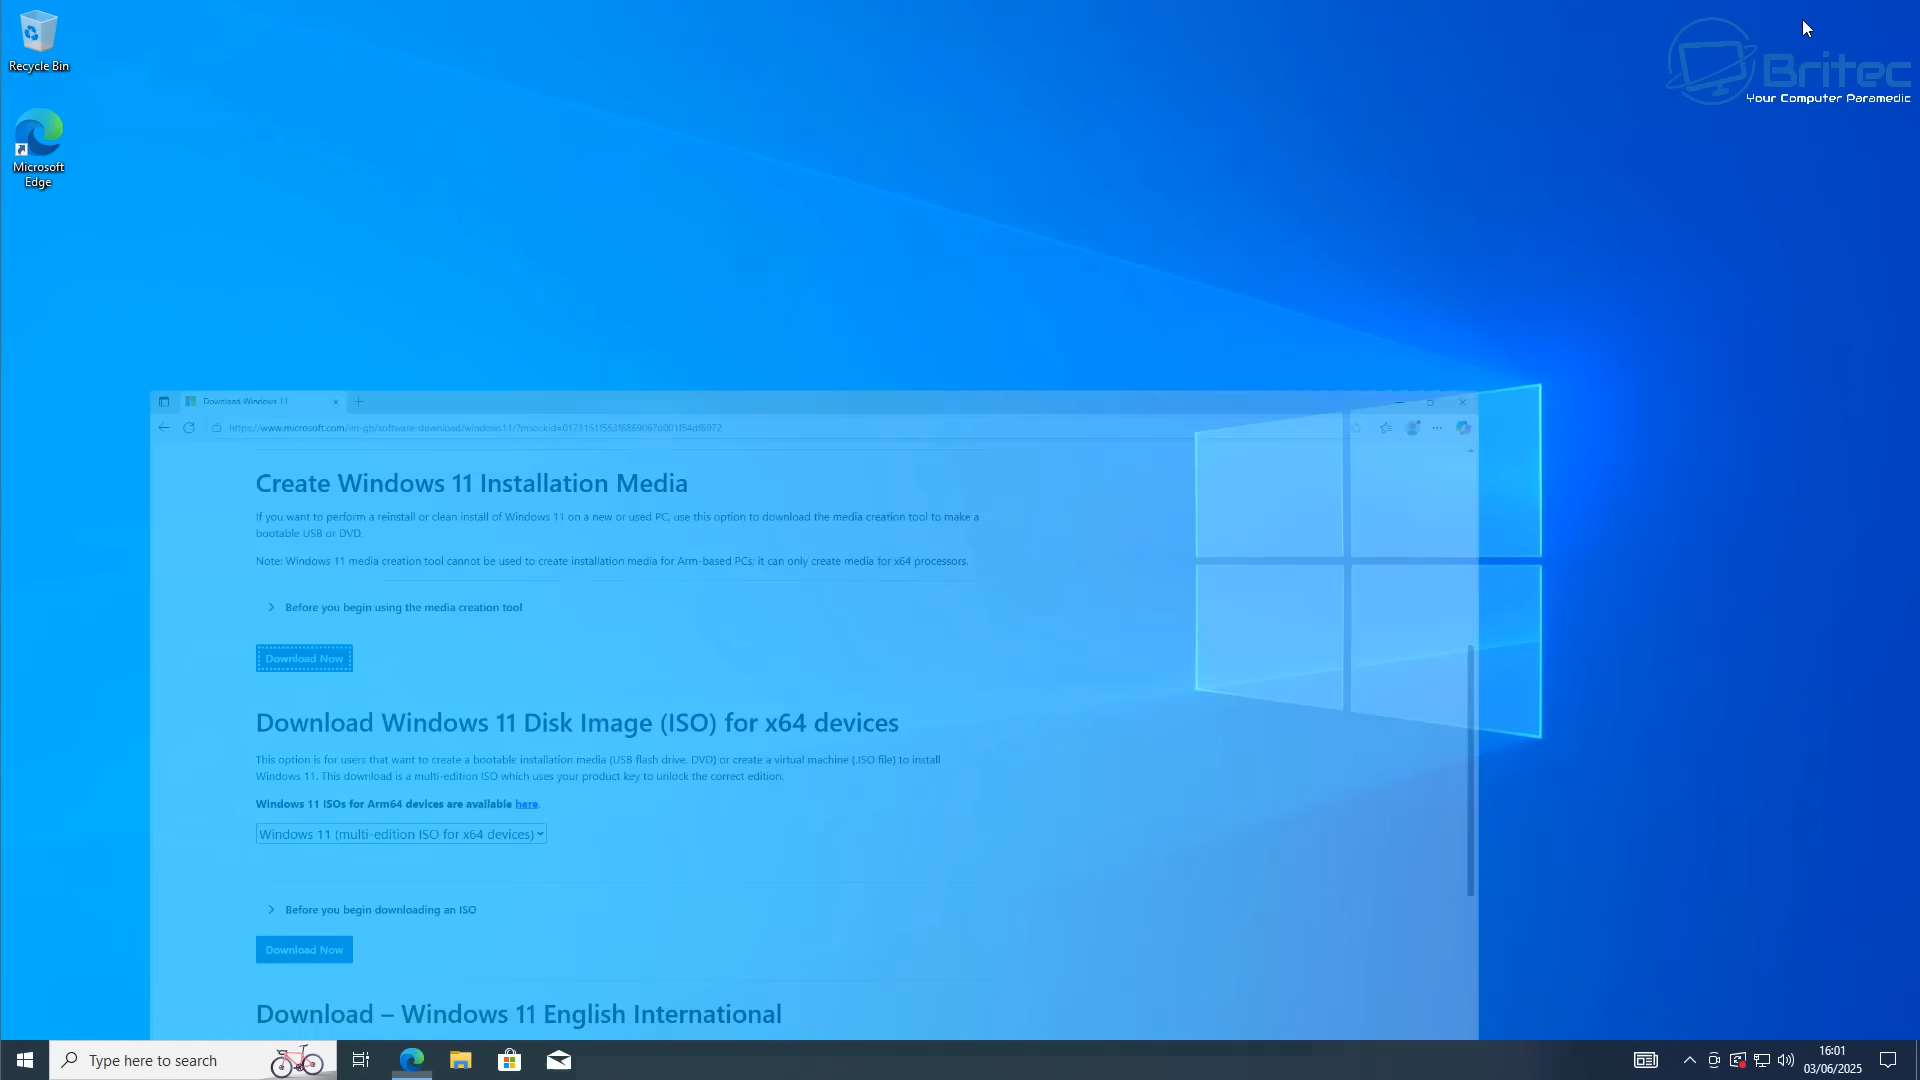 Recycle Bin
Microsoft
Edge
Britec
Your Computer Paramedic
Download Windows 11
Create Windows 11 Installation Media
If you want to perform a reinstall or clean install of Windows 11 on a new or used PC, use this option to download the media creation tool to make a
bootable USB or DVD.
Note: Windows 11 media creation tool cannot be used to create installation media for Arm-based PCs; it can only create media for x64 processors.
Before you begin using the media creation tool
Download Now
Download Windows 11 Disk Image (ISO) for x64 devices
This option is for users that want to create a bootable installation media (USB flash drive, DVD) or create a virtual machine (.ISO file) to install
Windows 11. This download is a multi-edition ISO which uses your product key to unlock the correct edition.
Windows 11 ISOs for Arm64 devices are available here.
Windows 11 (multi-edition ISO for x64 devices)
Before you begin downloading an ISO
Download Now
Download – Windows 11 English International
Type here to search
16:01
03/06/2025